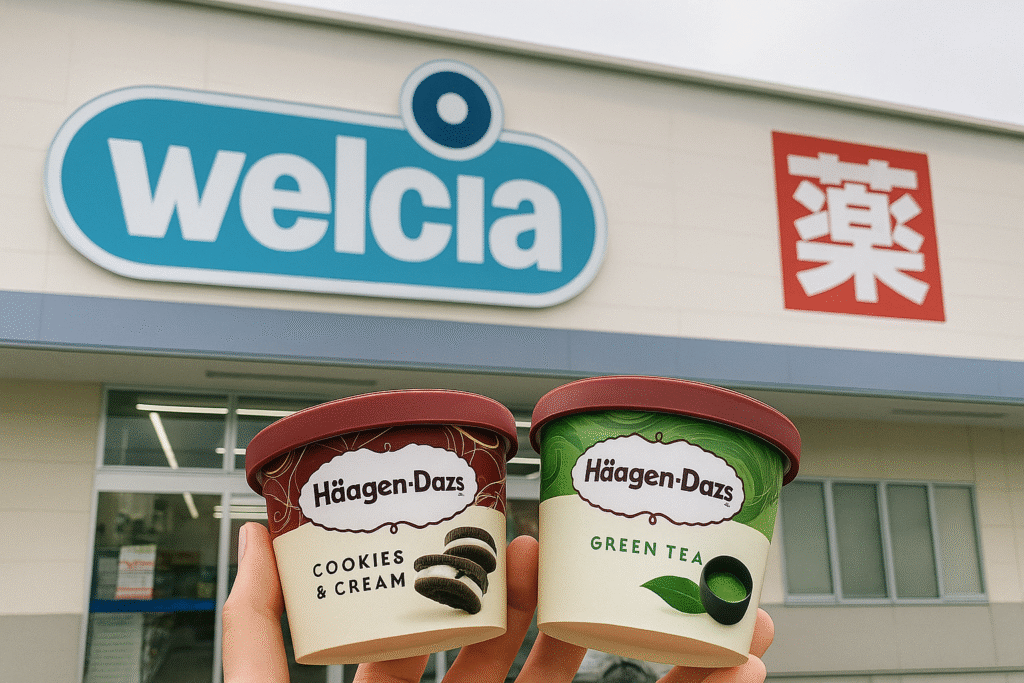 welcia
薬
Häagen-Dazs
COOKIES
& CREAM
Häagen-Dazs
GREEN TEA